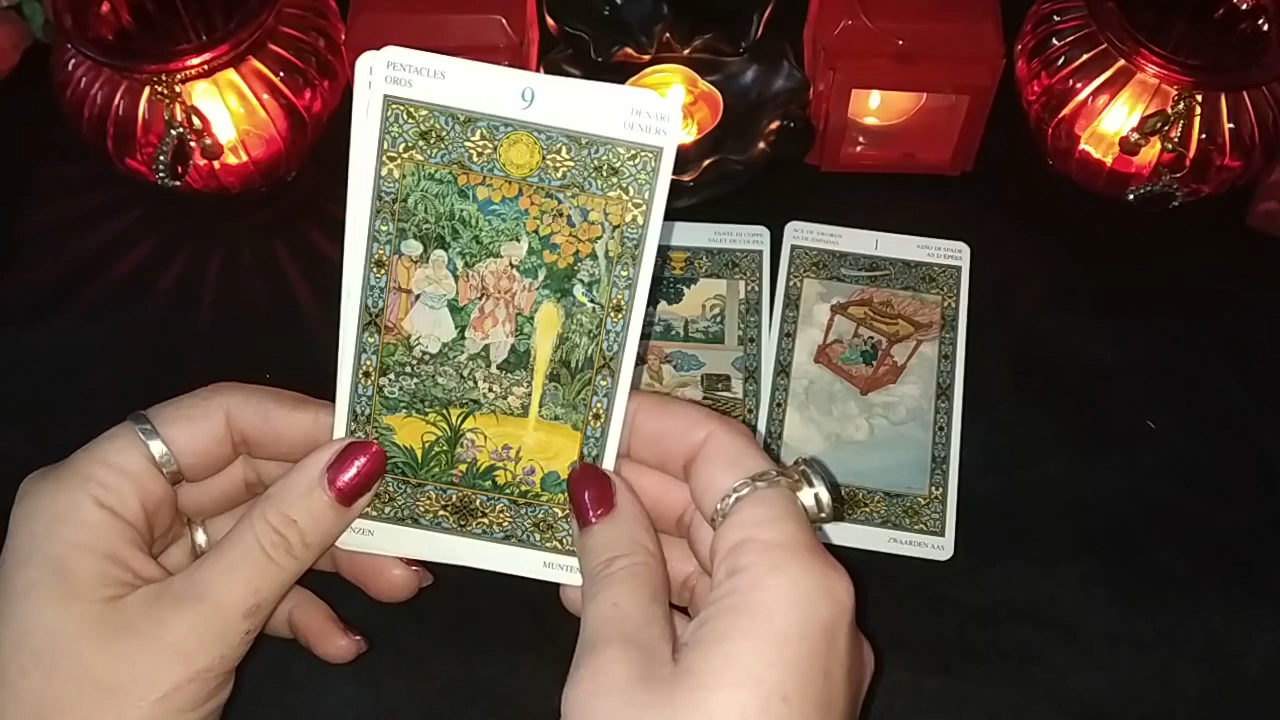 PENTACLES
OROS
9
DENARI
DENIERS
NZEN
MUNTEN
FANTE DI COPPE
VALET DE COUPES
ACE OF SWORDS
AS DE ESPADAS
1
ASSO DI SPADE
AS D'ÉPÉES
ZWAARDEN AAS